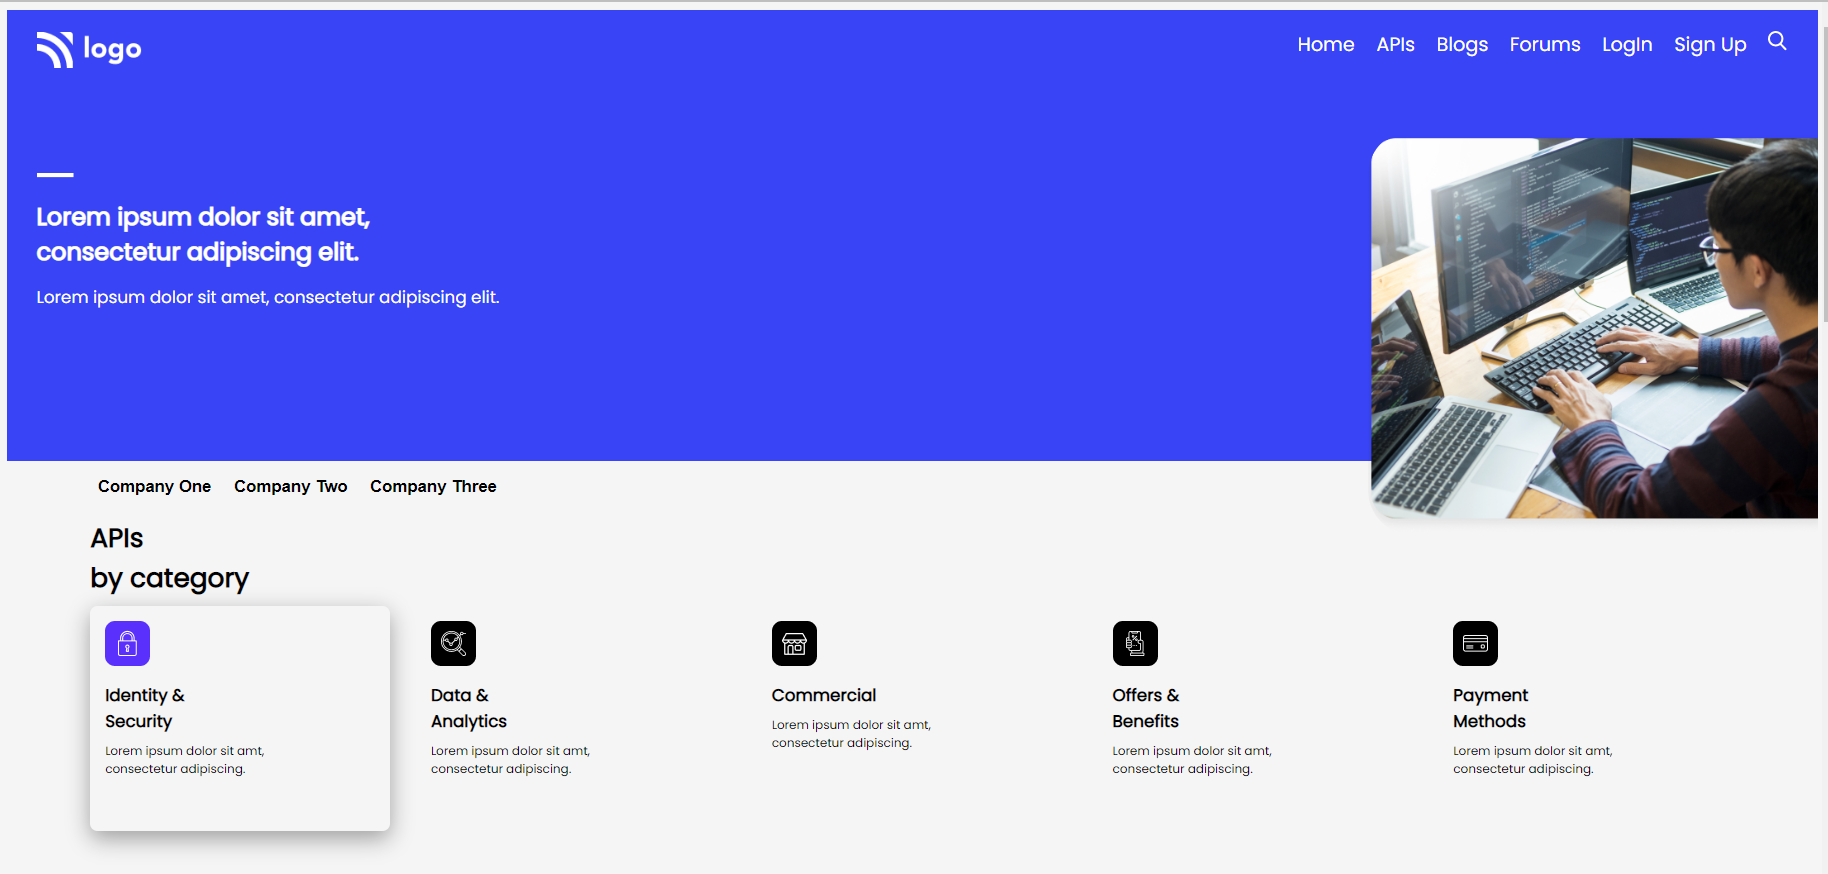 logo
Home APIs Blogs Forums LogIn Sign Up
Lorem ipsum dolor sit amet,
consectetur adipiscing elit.
Lorem ipsum dolor sit amet, consectetur adipiscing elit.
Company One Company Two Company Three
APIs
by category
Identity &
Security
Lorem ipsum dolor sit amt,
consectetur adipiscing.
Data &
Analytics
Lorem ipsum dolor sit amt,
consectetur adipiscing.
Commercial
Lorem ipsum dolor sit amt,
consectetur adipiscing.
Offers &
Benefits
Lorem ipsum dolor sit amt,
consectetur adipiscing.
Payment
Methods
Lorem ipsum dolor sit amt,
consectetur adipiscing.